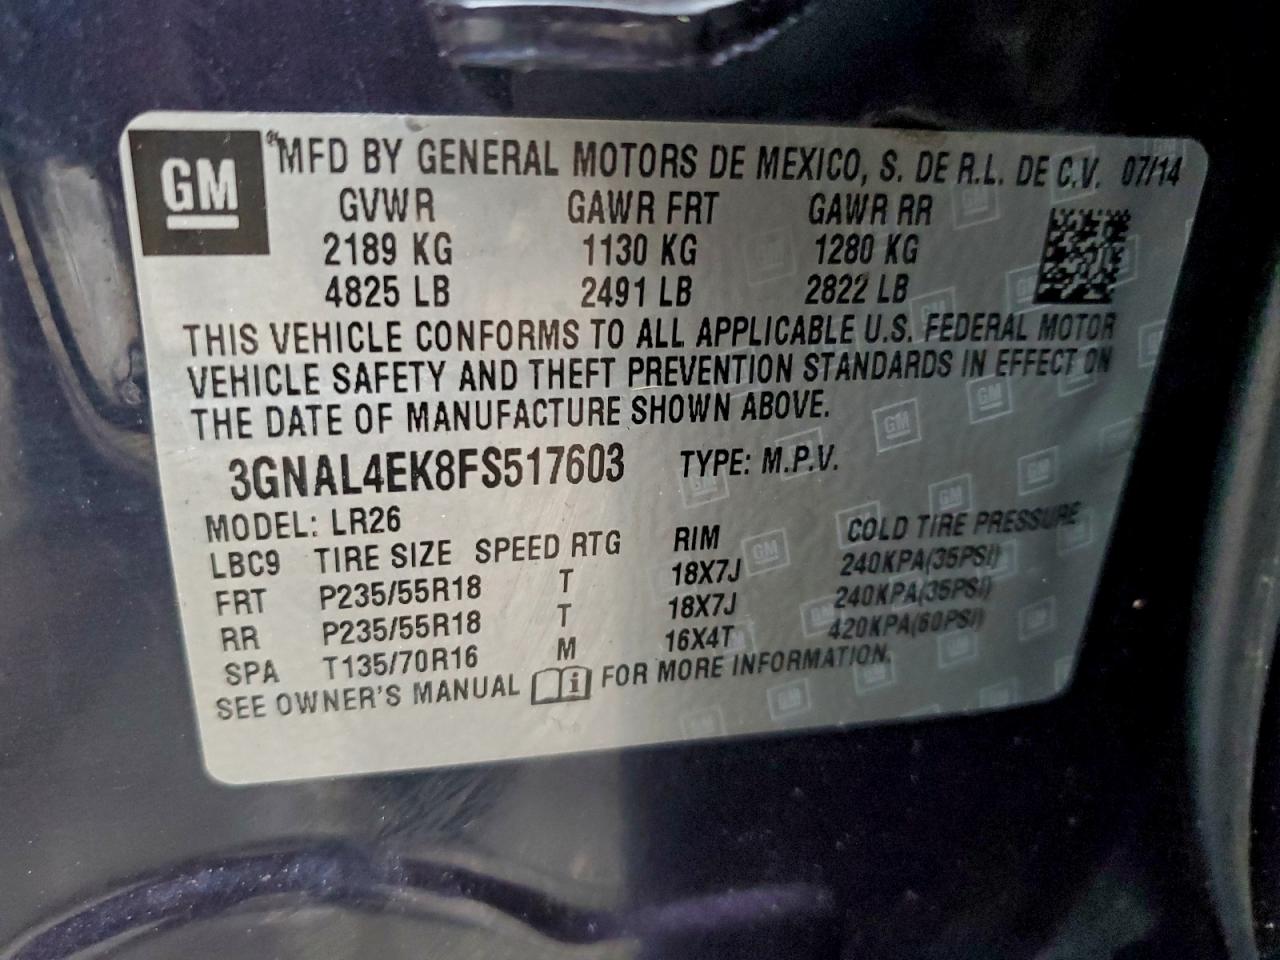 GM
MFD BY GENERAL MOTORS DE MEXICO, S. DE R.L. DE C.V. 07/14
GVWR GAWR FRT GAWR RR
2189 KG 1130 KG 1280 KG
4825 LB 2491 LB 2822 LB
THIS VEHICLE CONFORMS TO ALL APPLICABLE U.S. FEDERAL MOTOR
VEHICLE SAFETY AND THEFT PREVENTION STANDARDS IN EFFECT ON
THE DATE OF MANUFACTURE SHOWN ABOVE.
3GNAL4EK8FS517603 TYPE: M.P.V.
MODEL: LR26
LBC9 TIRE SIZE SPEED RTG RIM COLD TIRE PRESSURE
FRT P235/55R18 T 18X7J 240KPA(35PSI)
RR P235/55R18 T 18X7J 240KPA(35PSI)
SPA T135/70R16 M 16X4T 420KPA(60PSI)
SEE OWNER'S MANUAL FOR MORE INFORMATION.